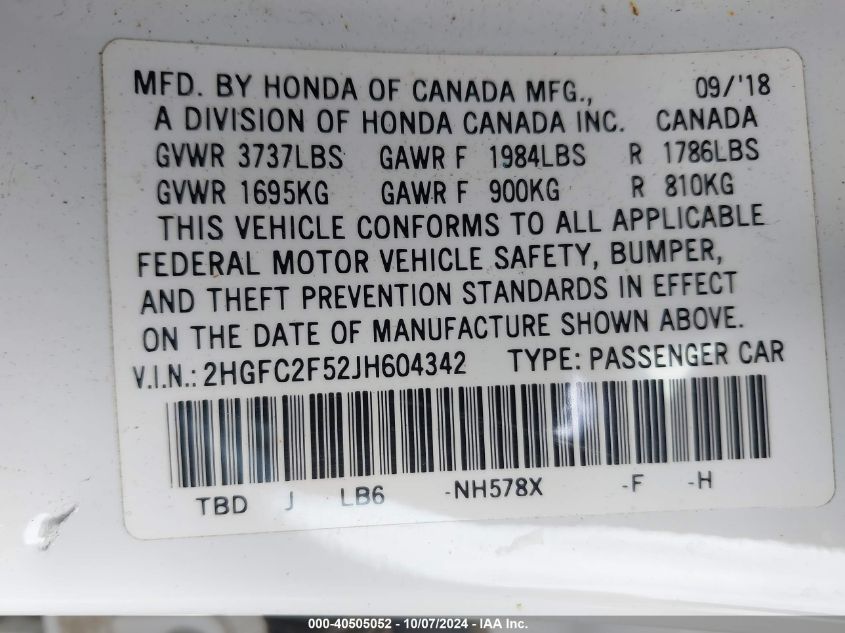 MFD. BY HONDA OF CANADA MFG., 09/'18
A DIVISION OF HONDA CANADA INC. CANADA
GVWR 3737LBS GAWR F 1984LBS R 1786LBS
GVWR 1695KG GAWR F 900KG R 810KG
THIS VEHICLE CONFORMS TO ALL APPLICABLE
FEDERAL MOTOR VEHICLE SAFETY, BUMPER,
AND THEFT PREVENTION STANDARDS IN EFFECT
ON THE DATE OF MANUFACTURE SHOWN ABOVE.
V.I.N.: 2HGFC2F52JH604342 TYPE: PASSENGER CAR
TBD J LB6 -NH578X -F -H
000-40505052 - 10/07/2024 - IAA Inc.